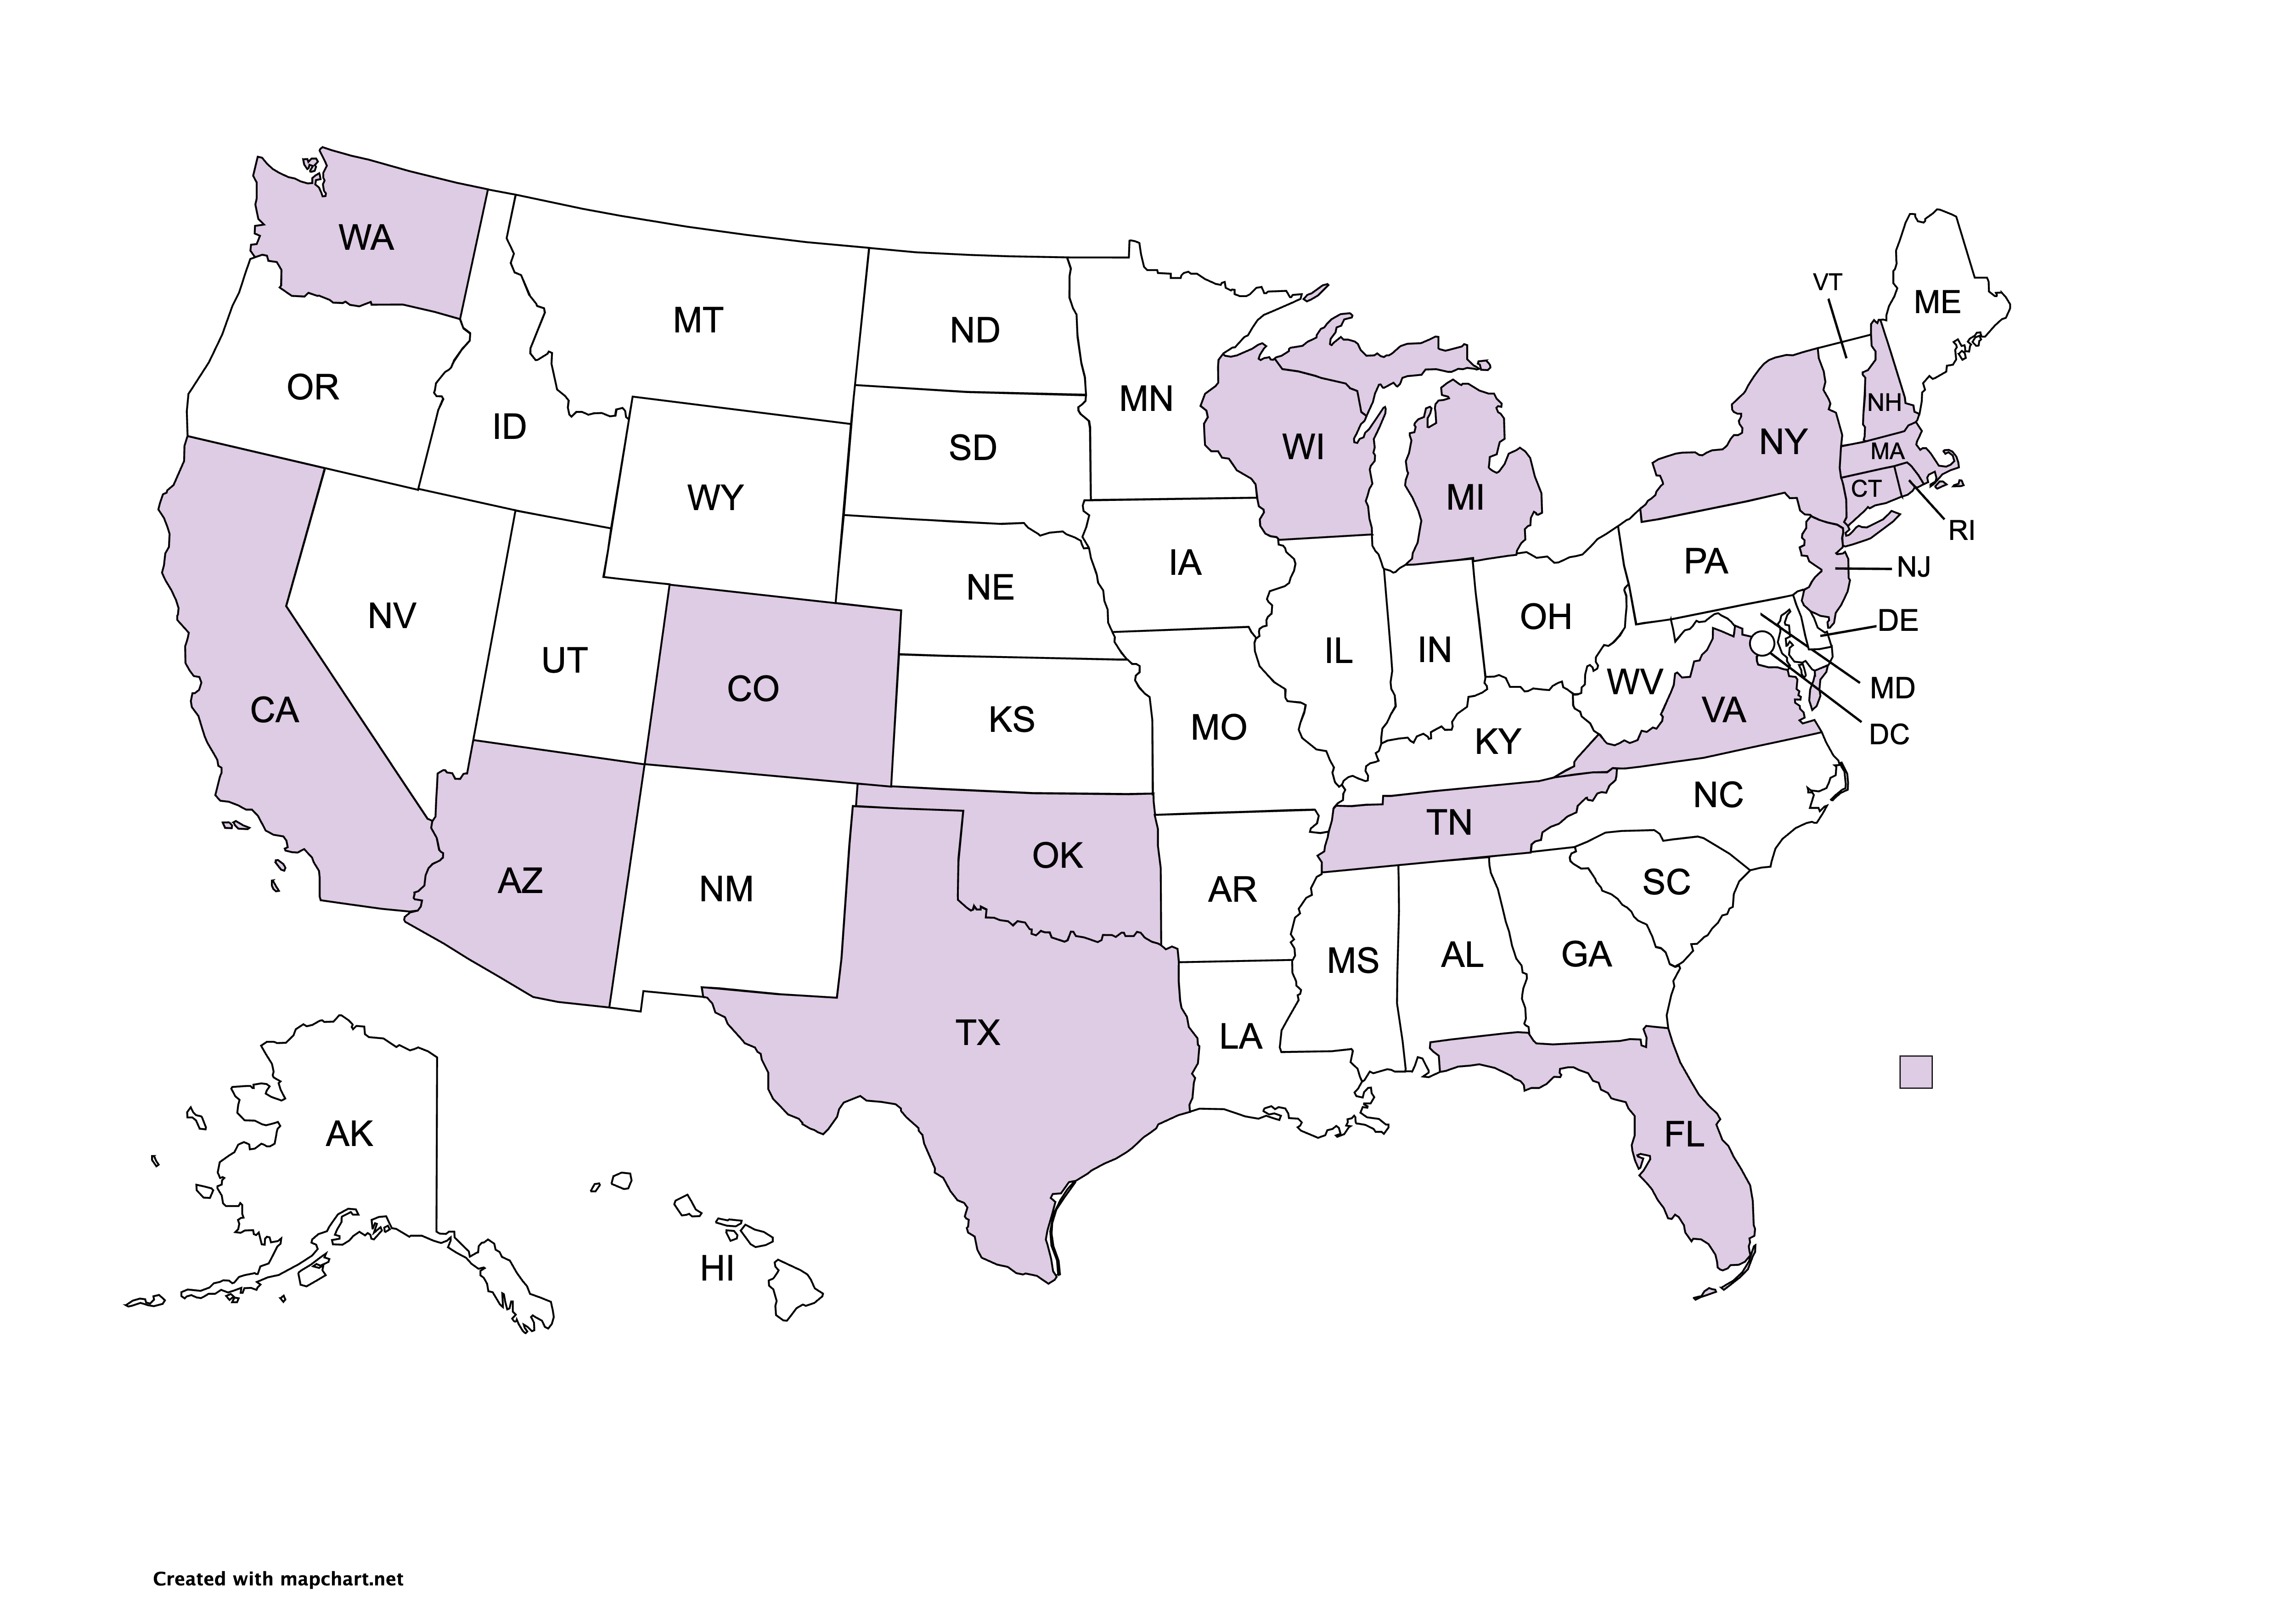 WA
MT
ND
MN
VT
ME
OR
ID
SD
WI
MI
NY
NH
MA
CT
RI
WY
IA
NE
PA
NJ
NV
UT
CO
KS
MO
IL
IN
OH
WV
VA
DE
MD
DC
CA
KY
NC
TN
AZ
NM
OK
AR
SC
MS
AL
GA
TX
LA
AK
HI
FL
Created with mapchart.net